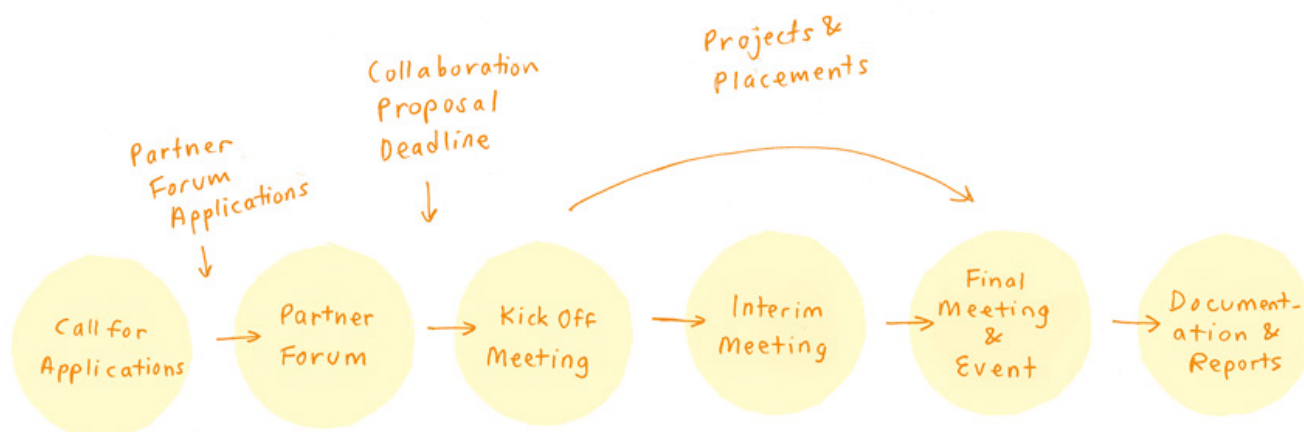 Projects &
Placements
Collaboration
Proposal
Deadline
Partner
Forum
Applications
Call for
Applications
Partner
Forum
Kick Off
Meeting
Interim
Meeting
Final
Meeting
&
Event
Document-
ation &
Reports